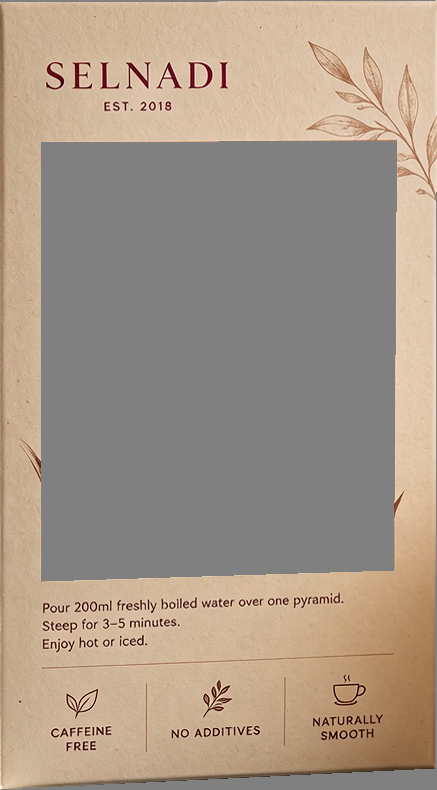 SELNADI
EST. 2018
Pour 200ml freshly boiled water over one pyramid.
Steep for 3–5 minutes.
Enjoy hot or iced.
CAFFEINE
FREE
NO ADDITIVES
NATURALLY
SMOOTH